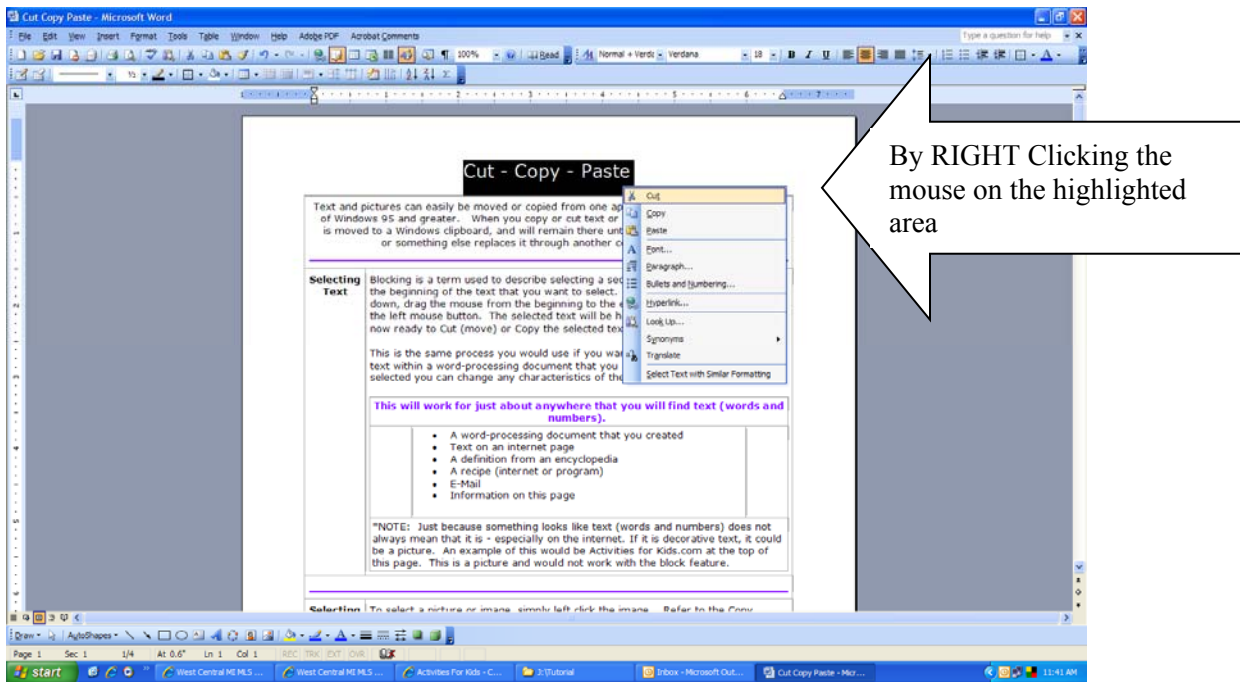 Cut Copy Paste - Microsoft Word
File Edit View Insert Format Tools Table Window Help Adobe PDF Acrobat Comments
Type a question for help
100%
Read
Normal + Verdc
Verdana
18
B I U
½
1 2 3 4 5 6 7
Cut - Copy - Paste
Text and pictures can easily be moved or copied from one ap
of Windows 95 and greater. When you copy or cut text or
is moved to a Windows clipboard, and will remain there unt
or something else replaces it through another c
Cut
Copy
Paste
Font...
Paragraph...
Bullets and Numbering...
Hyperlink...
Look Up...
Synonyms
Translate
Select Text with Similar Formatting
By RIGHT Clicking the
mouse on the highlighted
area
Selecting
Text
Blocking is a term used to describe selecting a sec
the beginning of the text that you want to select.
down, drag the mouse from the beginning to the e
the left mouse button. The selected text will be h
now ready to Cut (move) or Copy the selected tex
This is the same process you would use if you wan
text within a word-processing document that you
selected you can change any characteristics of the
This will work for just about anywhere that you will find text (words and
numbers).
• A word-processing document that you created
• Text on an internet page
• A definition from an encyclopedia
• A recipe (internet or program)
• E-Mail
• Information on this page
*NOTE: Just because something looks like text (words and numbers) does not
always mean that it is - especially on the internet. If it is decorative text, it could
be a picture. An example of this would be Activities for Kids.com at the top of
this page. This is a picture and would not work with the block feature.
Selecting
To select a picture or image, simply left click the image. Refer to the Copy
Draw AutoShapes
Page 1 Sec 1 1/4 At 0.6" Ln 1 Col 1 REC TRK EXT OVR
start
West Central MI MLS ...
West Central MI MLS ...
Activities For Kids - C...
J:\Tutorial
Inbox - Microsoft Out...
Cut Copy Paste - Micr...
11:41 AM